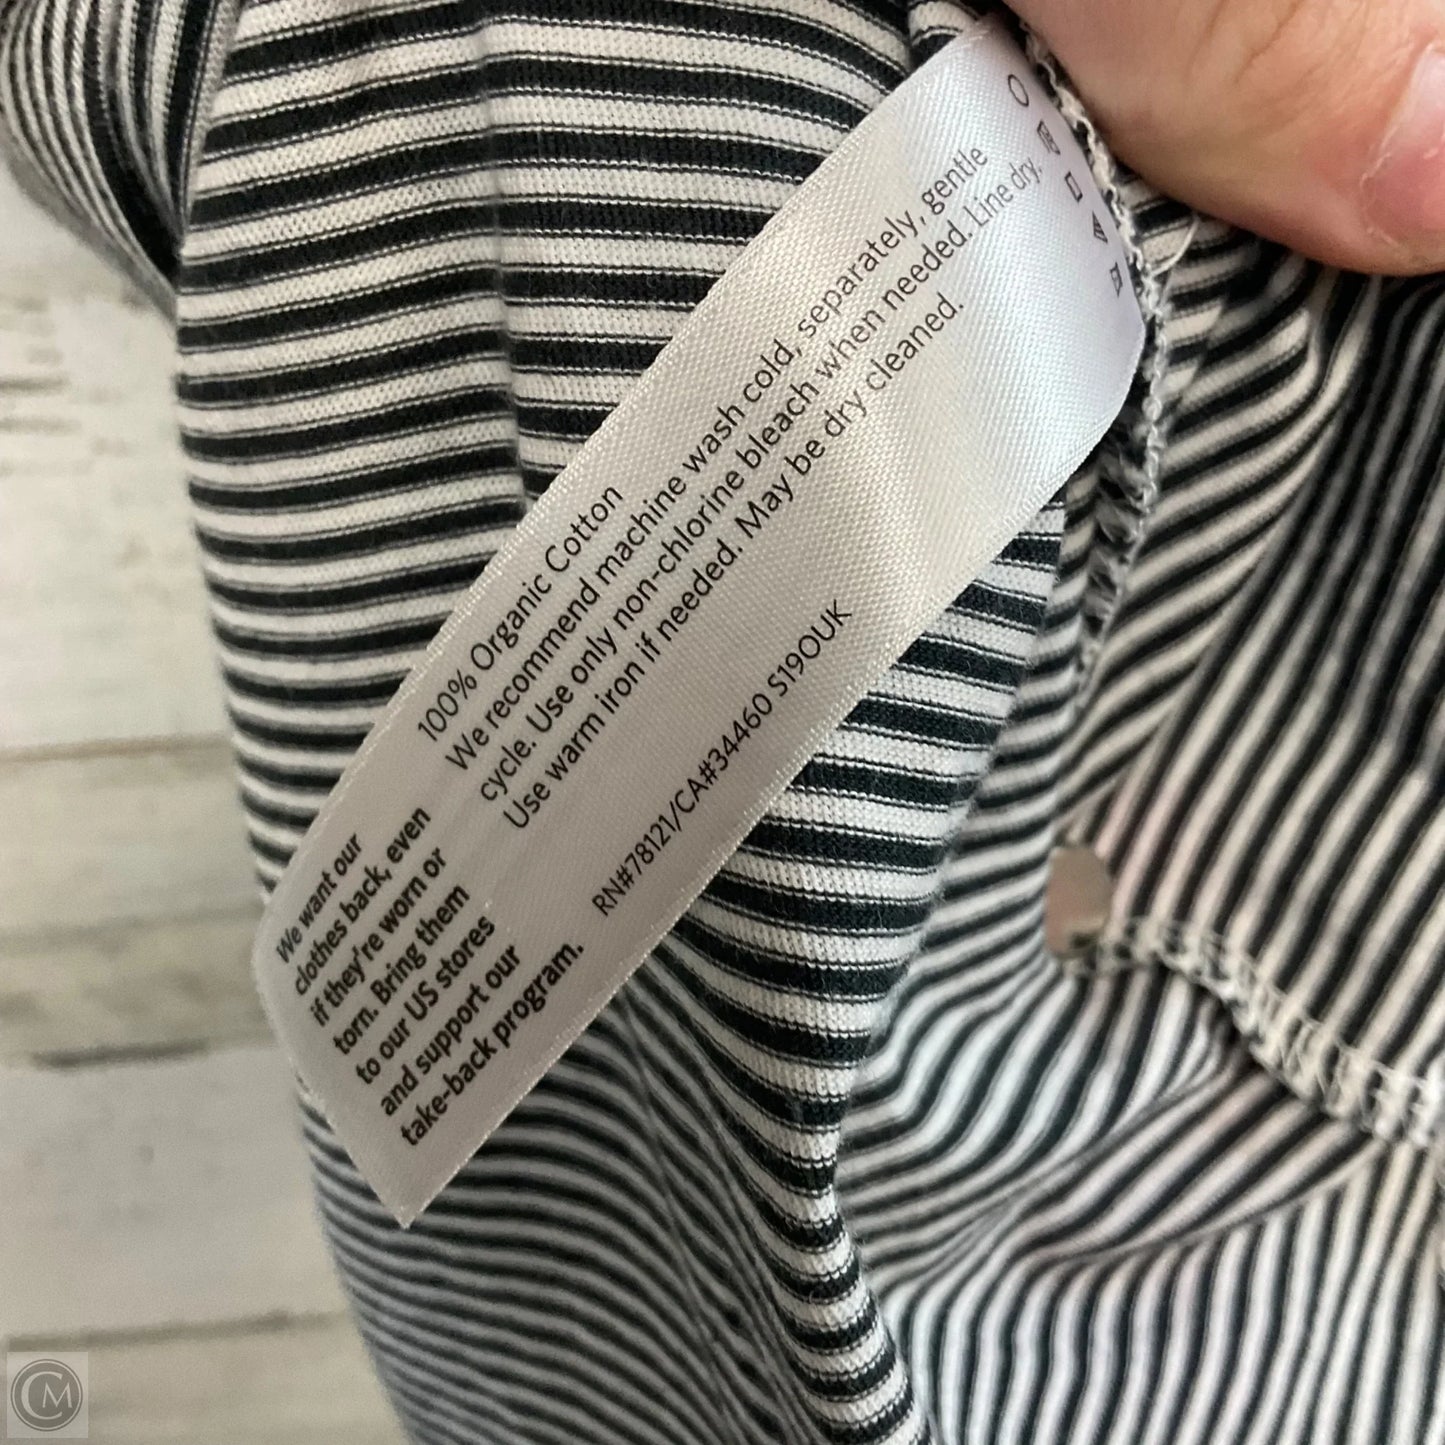 100% Organic Cotton
We recommend machine wash cold, separately, gentle
cycle. Use only non-chlorine bleach when needed. Line dry.
Use warm iron if needed. May be dry cleaned.
RN#78121/CA#34460 S19OUK
We want our
clothes back, even
if they're worn or
torn. Bring them
to our US stores
and support our
take-back program.
CM